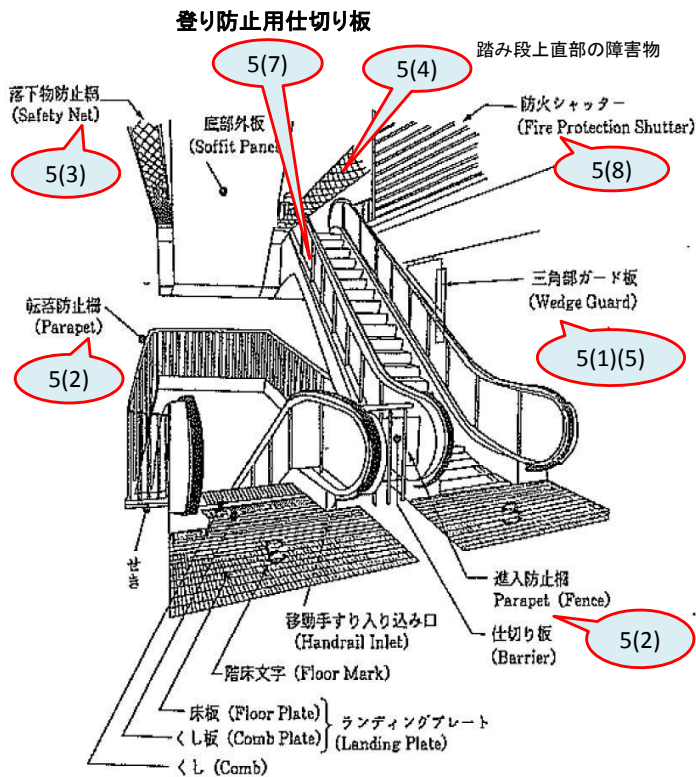 登り防止用仕切り板
5(7)
5(4)
踏み段上直部の障害物
落下物防止網
(Safety Net)
5(3)
底部外板
(Soffit Panel)
防火シャッター
(Fire Protection Shutter)
5(8)
三角部ガード板
(Wedge Guard)
5(1)(5)
転落防止柵
(Parapet)
5(2)
せき
進入防止柵
Parapet (Fence)
仕切り板
(Barrier)
5(2)
移動手すり入り込み口
(Handrail Inlet)
階床文字 (Floor Mark)
床板 (Floor Plate)
くし板 (Comb Plate)
ランディングプレート
(Landing Plate)
くし (Comb)
2
3